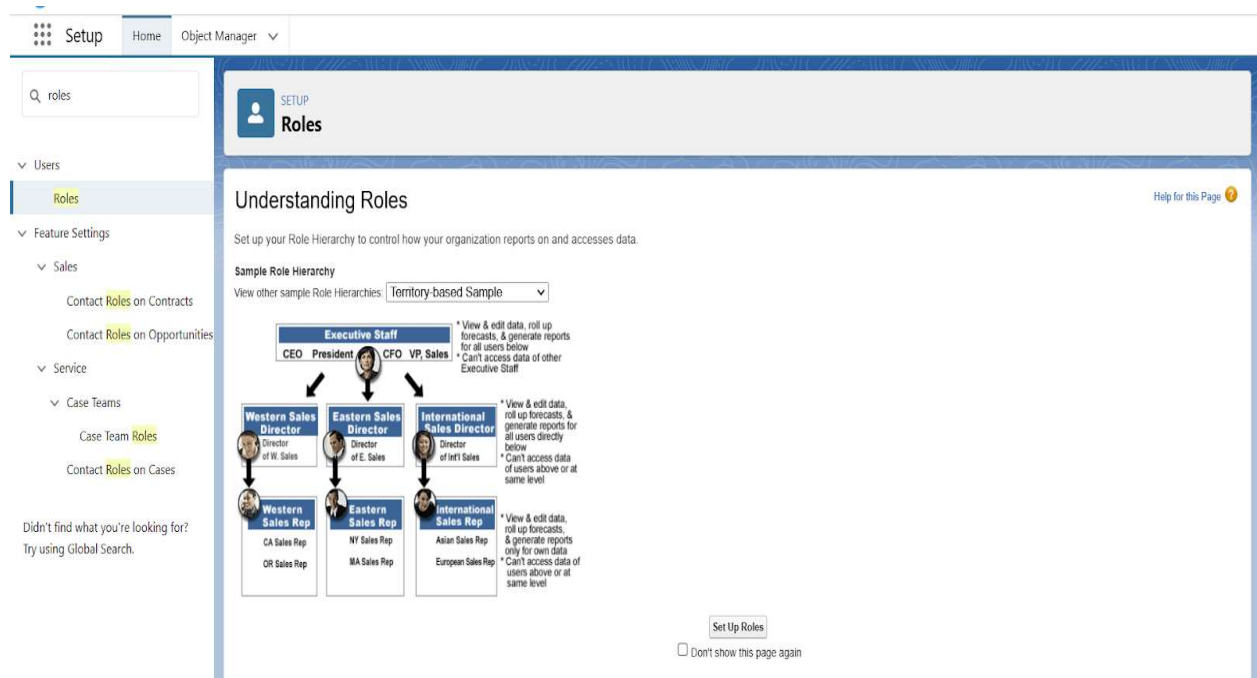 Setup Home Object Manager
roles
Users
Roles
Feature Settings
Sales
Contact Roles on Contracts
Contact Roles on Opportunities
Service
Case Teams
Case Team Roles
Contact Roles on Cases
Didn't find what you're looking for?
Try using Global Search.
SETUP
Roles
Understanding Roles
Help for this Page ?
Set up your Role Hierarchy to control how your organization reports on and accesses data.
Sample Role Hierarchy
View other sample Role Hierarchies: Territory-based Sample
Executive Staff
CEO President CFO VP, Sales
* View & edit data, roll up
forecasts, & generate reports
for all users below
* Can't access data of other
Executive Staff
Western Sales
Director
Director
of W. Sales
Eastern Sales
Director
Director
of E. Sales
International
Sales Director
Director
of Int'l Sales
* View & edit data,
roll up forecasts, &
generate reports for
all users directly
below
* Can't access data
of users above or at
same level
Western
Sales Rep
CA Sales Rep
OR Sales Rep
Eastern
Sales Rep
NY Sales Rep
MA Sales Rep
International
Sales Rep
Asian Sales Rep
European Sales Rep
* View & edit data,
roll up forecasts,
& generate reports
only for own data
* Can't access data of
users above or at
same level
Set Up Roles
Don't show this page again